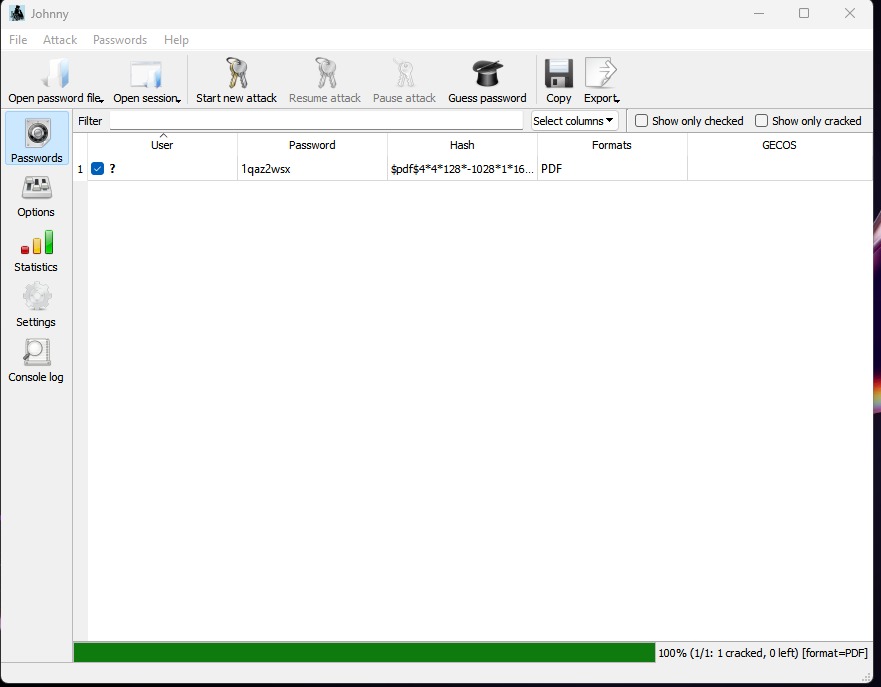 Johnny
File Attack Passwords Help
Open password file Open session Start new attack Resume attack Pause attack Guess password Copy Export
Filter Select columns Show only checked Show only cracked
User Password Hash Formats GECOS
1 ? 1qaz2wsx $pdf$4*4*128*-1028*1*16... PDF
Passwords
Options
Statistics
Settings
Console log
100% (1/1: 1 cracked, 0 left) [format=PDF]